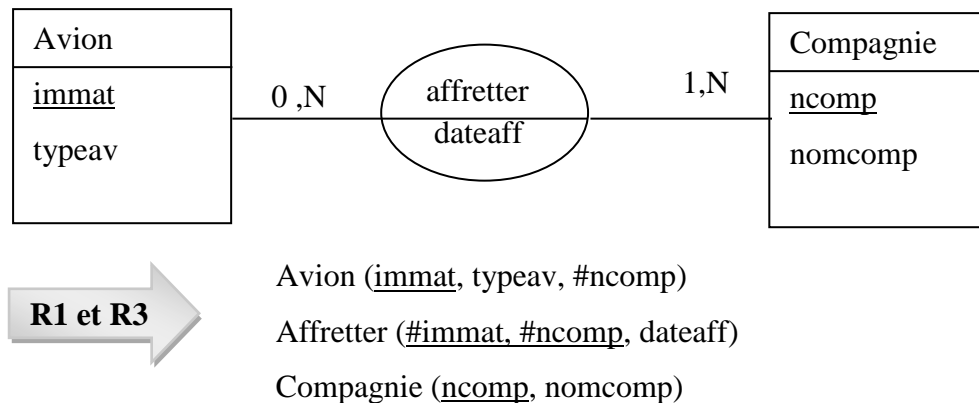 Avion
immat
typeav
0 ,N
affretter
dateaff
1,N
Compagnie
ncomp
nomcomp
R1 et R3
Avion (immat, typeav, #ncomp)
Affretter (#immat, #ncomp, dateaff)
Compagnie (ncomp, nomcomp)